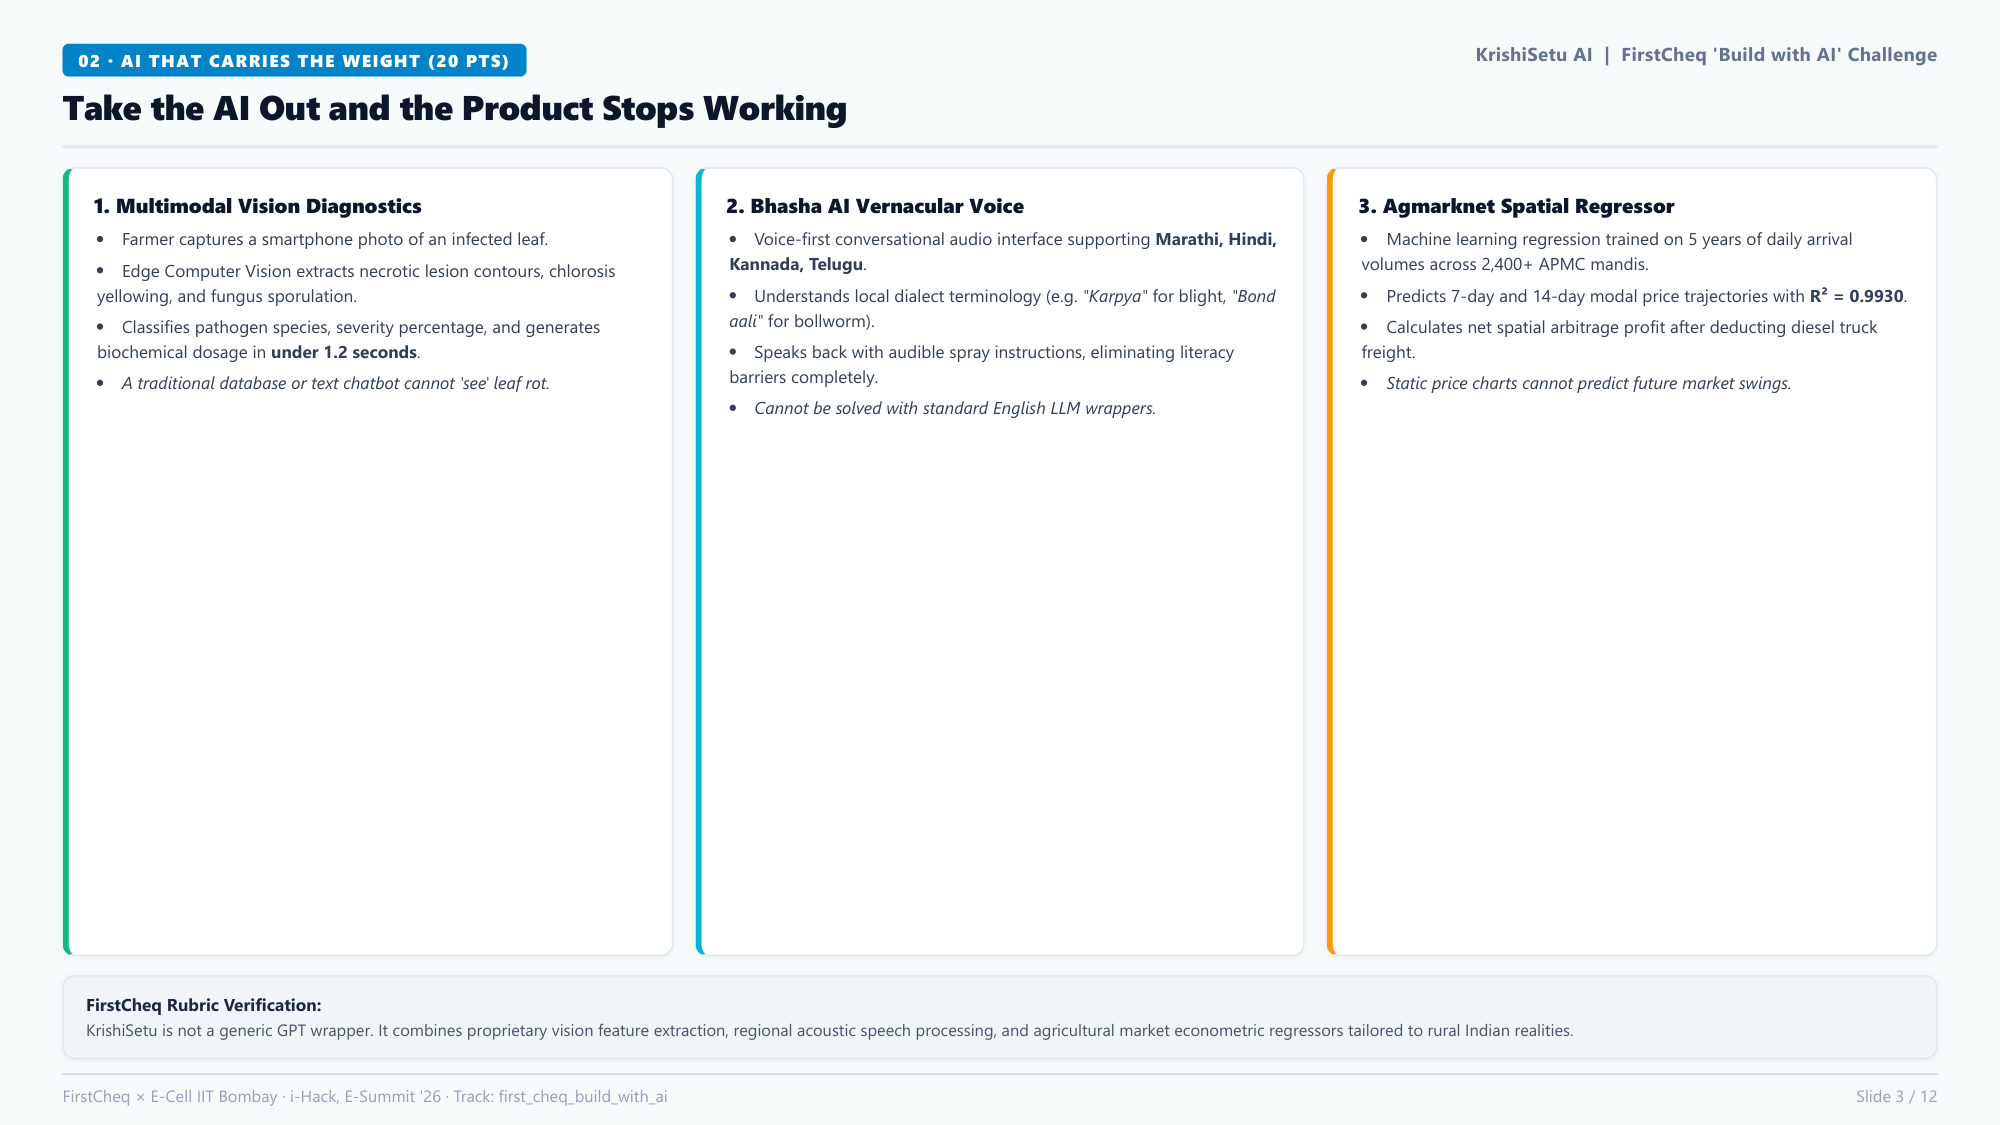 02 · AI THAT CARRIES THE WEIGHT (20 PTS)
KrishiSetu AI | FirstCheq 'Build with AI' Challenge
Take the AI Out and the Product Stops Working
1. Multimodal Vision Diagnostics
• Farmer captures a smartphone photo of an infected leaf.
• Edge Computer Vision extracts necrotic lesion contours, chlorosis
yellowing, and fungus sporulation.
• Classifies pathogen species, severity percentage, and generates
biochemical dosage in under 1.2 seconds.
• A traditional database or text chatbot cannot 'see' leaf rot.
2. Bhasha AI Vernacular Voice
• Voice-first conversational audio interface supporting Marathi, Hindi,
Kannada, Telugu.
• Understands local dialect terminology (e.g. "Karpya" for blight, "Bond
aali" for bollworm).
• Speaks back with audible spray instructions, eliminating literacy
barriers completely.
• Cannot be solved with standard English LLM wrappers.
3. Agmarknet Spatial Regressor
• Machine learning regression trained on 5 years of daily arrival
volumes across 2,400+ APMC mandis.
• Predicts 7-day and 14-day modal price trajectories with R² = 0.9930.
• Calculates net spatial arbitrage profit after deducting diesel truck
freight.
• Static price charts cannot predict future market swings.
FirstCheq Rubric Verification:
KrishiSetu is not a generic GPT wrapper. It combines proprietary vision feature extraction, regional acoustic speech processing, and agricultural market econometric regressors tailored to rural Indian realities.
FirstCheq × E-Cell IIT Bombay · i-Hack, E-Summit '26 · Track: first_cheq_build_with_ai
Slide 3 / 12